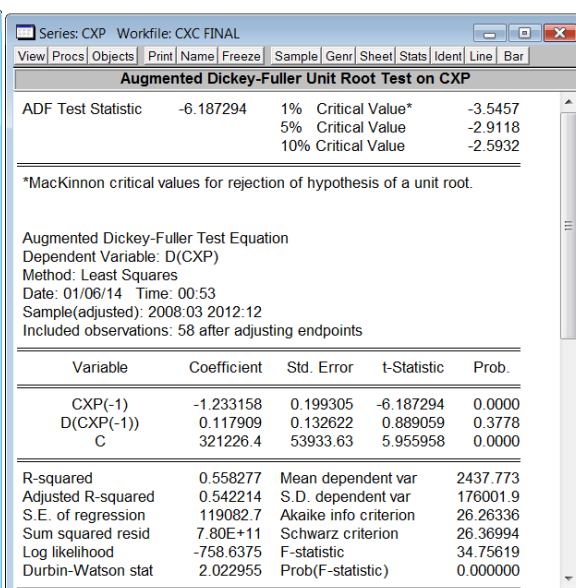 Series: CXP Workfile: CXC FINAL
View Procs Objects Print Name Freeze Sample Genr Sheet Stats Ident Line Bar
Augmented Dickey-Fuller Unit Root Test on CXP
ADF Test Statistic -6.187294 1% Critical Value* -3.5457
5% Critical Value -2.9118
10% Critical Value -2.5932
*MacKinnon critical values for rejection of hypothesis of a unit root.
Augmented Dickey-Fuller Test Equation
Dependent Variable: D(CXP)
Method: Least Squares
Date: 01/06/14 Time: 00:53
Sample(adjusted): 2008:03 2012:12
Included observations: 58 after adjusting endpoints
Variable Coefficient Std. Error t-Statistic Prob.
CXP(-1) -1.233158 0.199305 -6.187294 0.0000
D(CXP(-1)) 0.117909 0.132622 0.889059 0.3778
C 321226.4 53933.63 5.955958 0.0000
R-squared 0.558277 Mean dependent var 2437.773
Adjusted R-squared 0.542214 S.D. dependent var 176001.9
S.E. of regression 119082.7 Akaike info criterion 26.26336
Sum squared resid 7.80E+11 Schwarz criterion 26.36994
Log likelihood -758.6375 F-statistic 34.75619
Durbin-Watson stat 2.022955 Prob(F-statistic) 0.000000